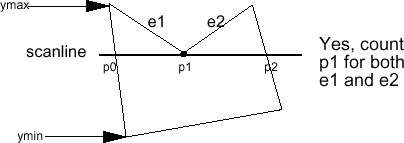 ymax
e1
e2
scanline
p0
p1
p2
Yes, count
p1 for both
e1 and e2
ymin